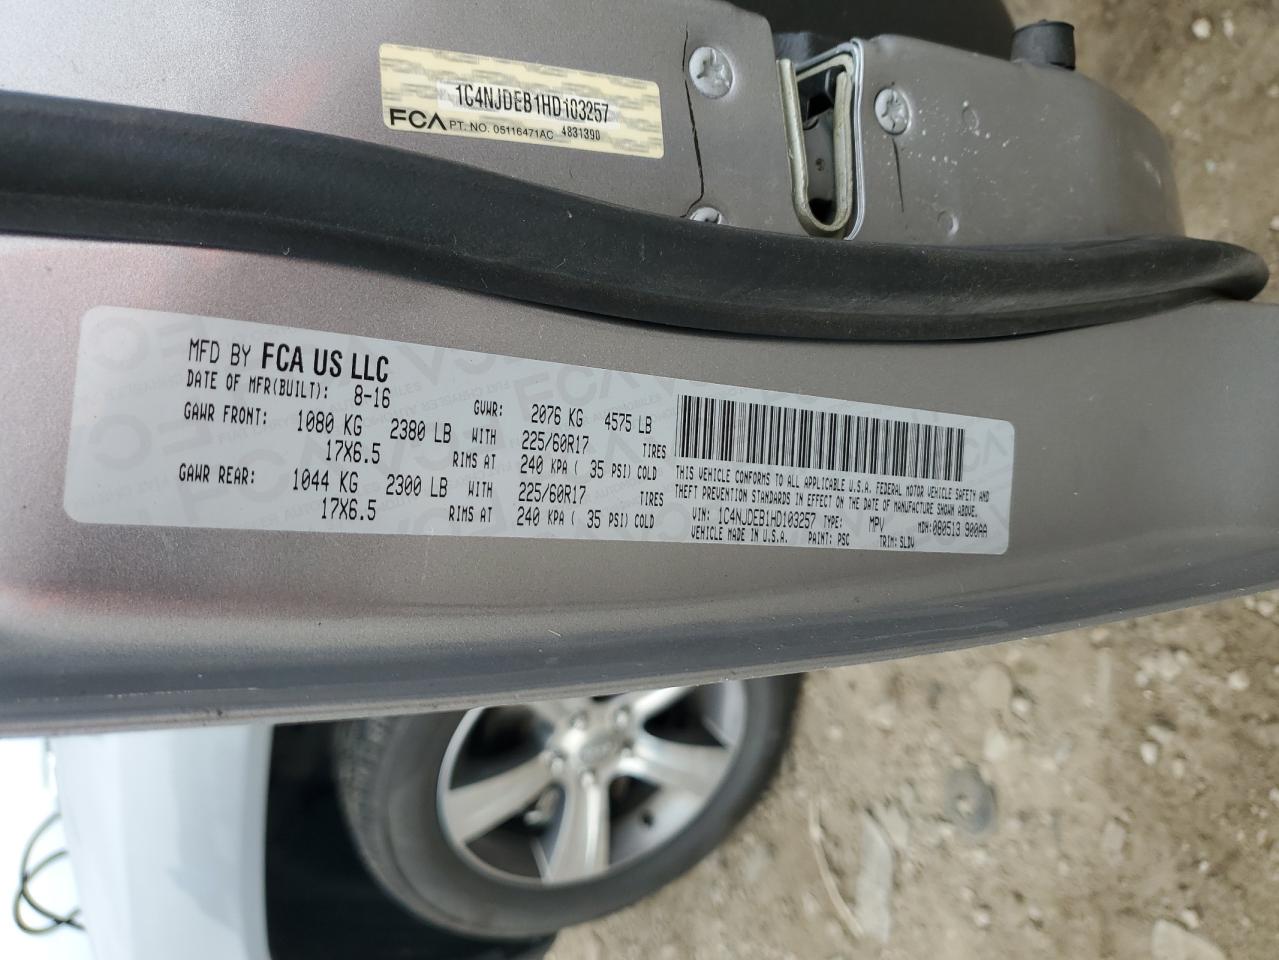 1C4NJDEB1HD103257
FCA PT. NO. 05116471AC 4831390
MFD BY FCA US LLC
DATE OF MFR(BUILT): 8-16 GVWR: 2076 KG 4575 LB
GAWR FRONT: 1080 KG 2380 LB WITH 225/60R17 TIRES
17X6.5 RIMS AT 240 KPA ( 35 PSI) COLD
GAWR REAR: 1044 KG 2300 LB WITH 225/60R17 TIRES
17X6.5 RIMS AT 240 KPA ( 35 PSI) COLD
THIS VEHICLE CONFORMS TO ALL APPLICABLE U.S.A. FEDERAL MOTOR VEHICLE SAFETY AND
THEFT PREVENTION STANDARDS IN EFFECT ON THE DATE OF MANUFACTURE SHOWN ABOVE.
VIN: 1C4NJDEB1HD103257 TYPE: MPV MDH: 080513 900AA
VEHICLE MADE IN U.S.A. PAINT: PSC TRIM: SLDV